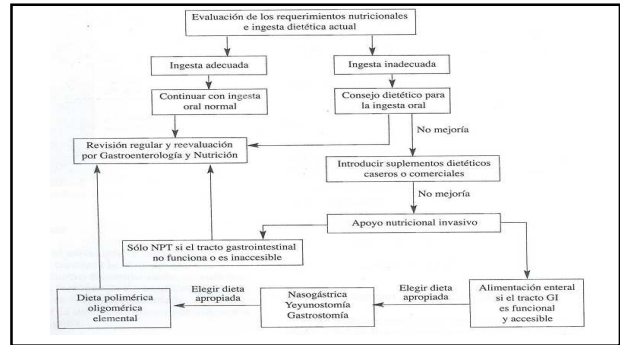 Evaluación de los requerimientos nutricionales
e ingesta dietética actual
Ingesta adecuada
Ingesta inadecuada
Continuar con ingesta
oral normal
Consejo dietético para
la ingesta oral
No mejoría
Revisión regular y reevaluación
por Gastroenterología y Nutrición
Introducir suplementos dietéticos
caseros o comerciales
No mejoría
Apoyo nutricional invasivo
Sólo NPT si el tracto gastrointestinal
no funciona o es inaccesible
Dieta polimérica
oligomérica
elemental
Elegir dieta
apropiada
Nasogástrica
Yeyunostomía
Gastrostomía
Elegir dieta
apropiada
Alimentación enteral
si el tracto GI
es funcional
y accesible